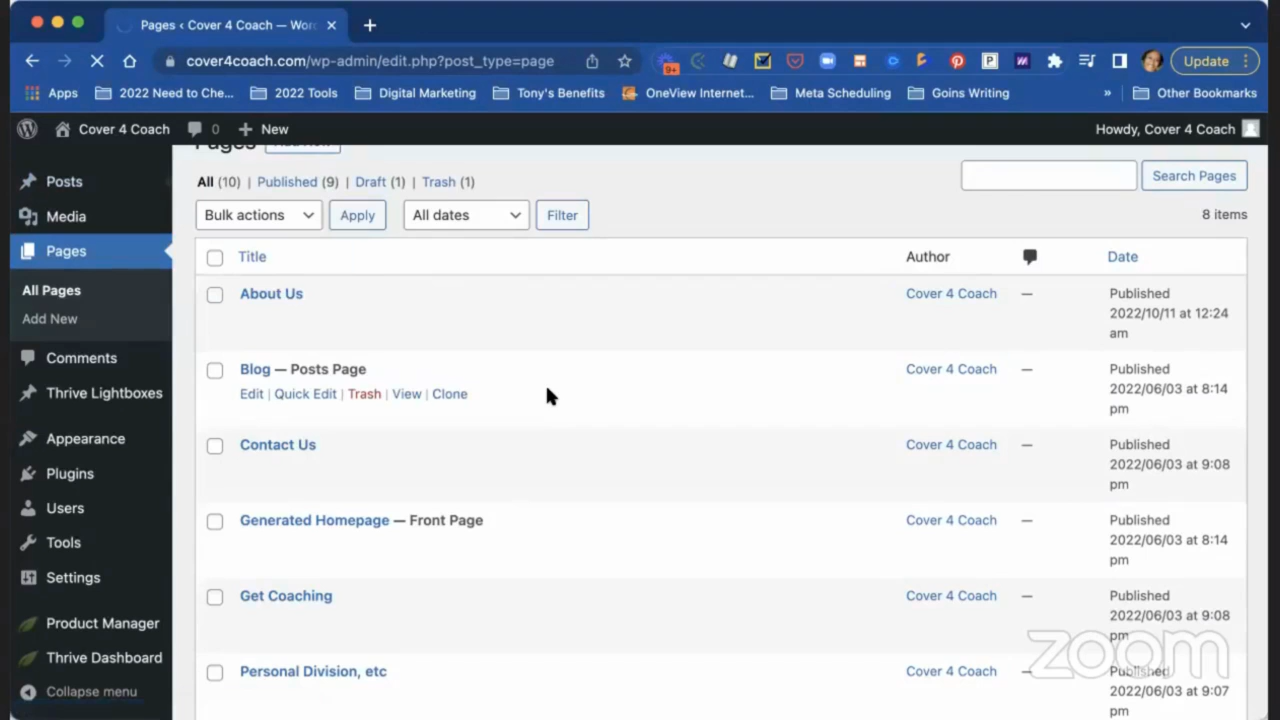 Pages ‹ Cover 4 Coach — Wor
cover4coach.com/wp-admin/edit.php?post_type=page
9+
Update
Apps
2022 Need to Che...
2022 Tools
Digital Marketing
Tony's Benefits
OneView Internet...
Meta Scheduling
Goins Writing
»
Other Bookmarks
Cover 4 Coach
0
New
Howdy, Cover 4 Coach
Posts
Media
Pages
All Pages
Add New
Comments
Thrive Lightboxes
Appearance
Plugins
Users
Tools
Settings
Product Manager
Thrive Dashboard
Collapse menu
Pages Add New
All (10) | Published (9) | Draft (1) | Trash (1)
Search Pages
Bulk actions Apply All dates Filter
8 items
Title Author Date
About Us Cover 4 Coach — Published
2022/10/11 at 12:24
am
Blog — Posts Page Cover 4 Coach — Published
Edit | Quick Edit | Trash | View | Clone 2022/06/03 at 8:14
pm
Contact Us Cover 4 Coach — Published
2022/06/03 at 9:08
pm
Generated Homepage — Front Page Cover 4 Coach — Published
2022/06/03 at 8:14
pm
Get Coaching Cover 4 Coach — Published
2022/06/03 at 9:08
pm
Personal Division, etc Cover 4 Coach — Published
2022/06/03 at 9:07
pm
zoom